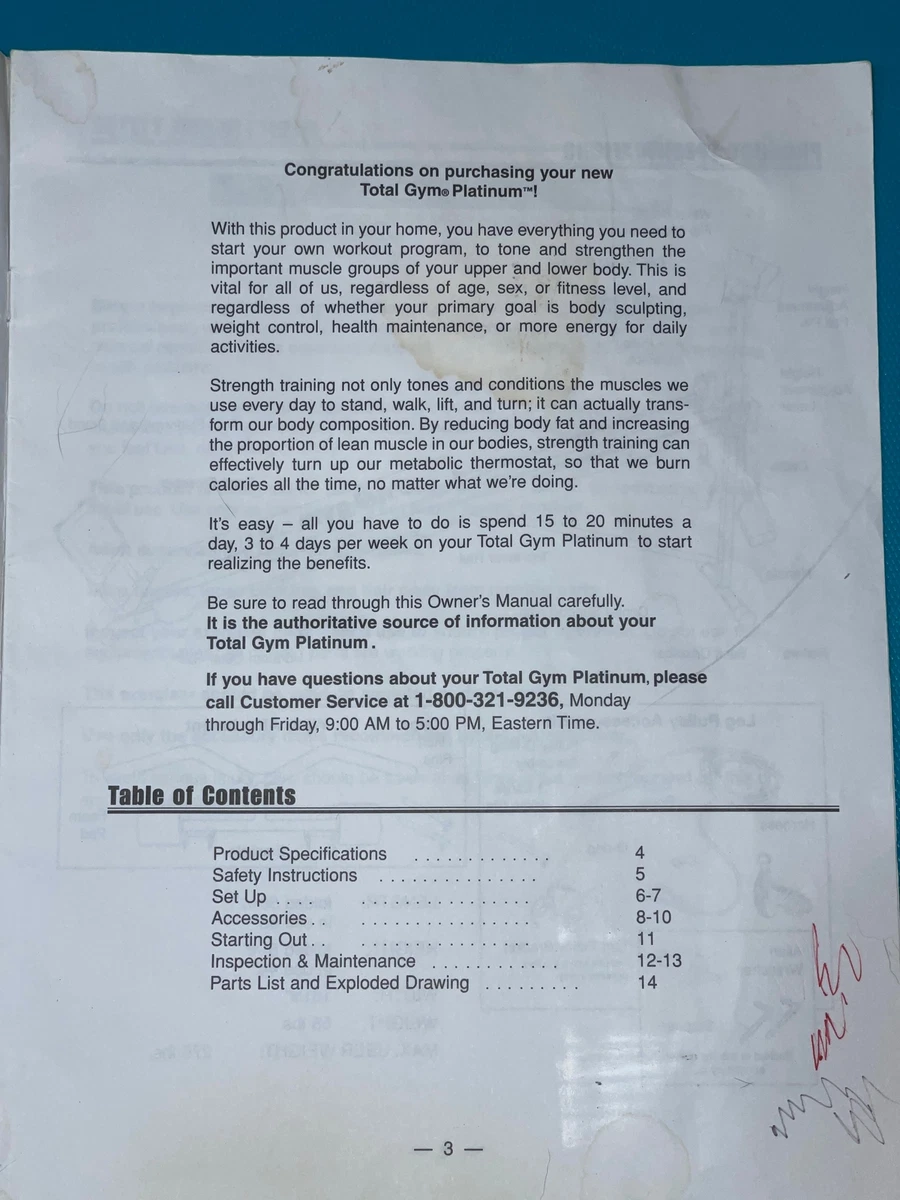 Congratulations on purchasing your new
Total Gym® Platinum™!
With this product in your home, you have everything you need to
start your own workout program, to tone and strengthen the
important muscle groups of your upper and lower body. This is
vital for all of us, regardless of age, sex, or fitness level, and
regardless of whether your primary goal is body sculpting,
weight control, health maintenance, or more energy for daily
activities.
Strength training not only tones and conditions the muscles we
use every day to stand, walk, lift, and turn; it can actually trans-
form our body composition. By reducing body fat and increasing
the proportion of lean muscle in our bodies, strength training can
effectively turn up our metabolic thermostat, so that we burn
calories all the time, no matter what we're doing.
It's easy – all you have to do is spend 15 to 20 minutes a
day, 3 to 4 days per week on your Total Gym Platinum to start
realizing the benefits.
Be sure to read through this Owner's Manual carefully.
It is the authoritative source of information about your
Total Gym Platinum.
If you have questions about your Total Gym Platinum, please
call Customer Service at 1-800-321-9236, Monday
through Friday, 9:00 AM to 5:00 PM, Eastern Time.
Table of Contents
Product Specifications . . . . . . . . . . . . . 4
Safety Instructions . . . . . . . . . . . . . . . 5
Set Up . . . . . . . . . . . . . . . . . . . . 6-7
Accessories . . . . . . . . . . . . . . . . . . 8-10
Starting Out . . . . . . . . . . . . . . . . . . 11
Inspection & Maintenance . . . . . . . . . . . . 12-13
Parts List and Exploded Drawing . . . . . . . . . 14
— 3 —